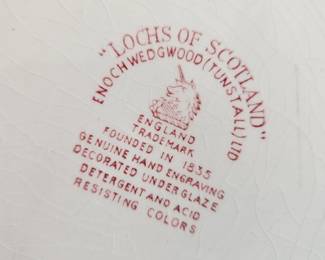 "LOCHS OF SCOTLAND"
ENOCH WEDGWOOD (TUNSTALL) LTD
ENGLAND
TRADEMARK
FOUNDED IN 1835
GENUINE HAND ENGRAVING
DECORATED UNDERGLAZE
DETERGENT AND ACID
RESISTING COLORS